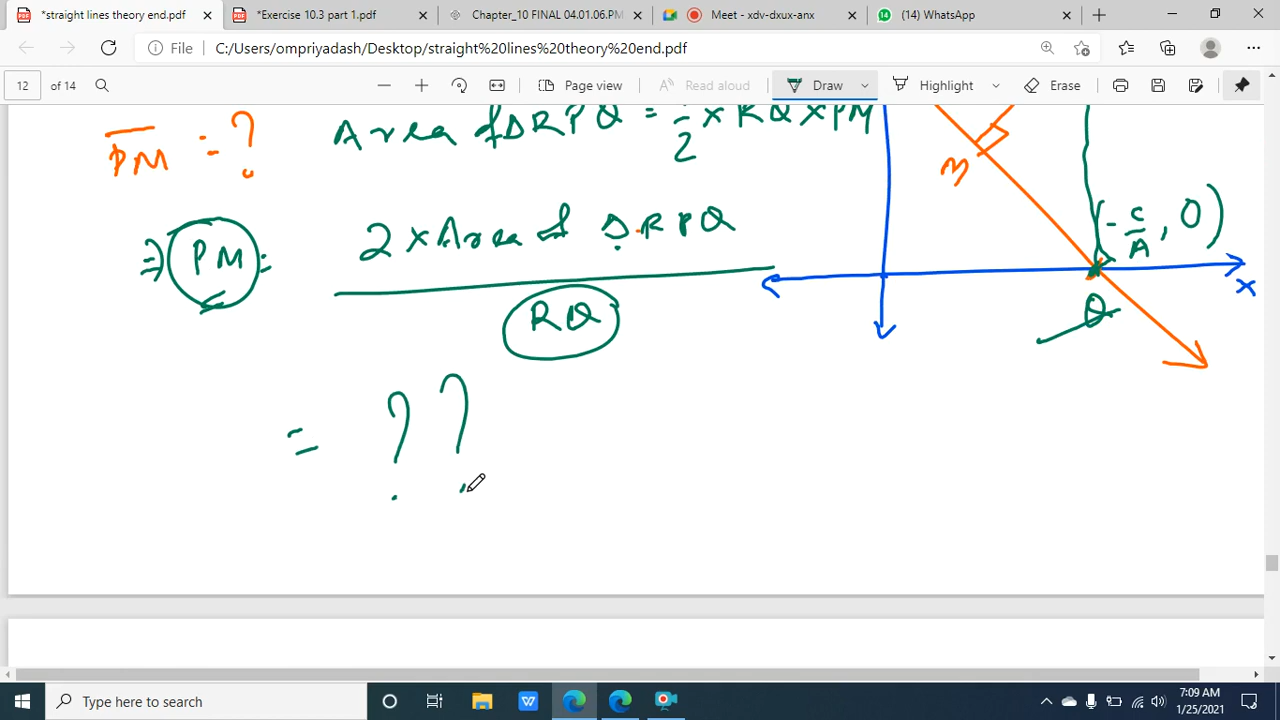 *straight lines theory end.pdf
*Exercise 10.3 part 1.pdf
Chapter_10 FINAL 04.01.06.PM
Meet - xdv-dxux-anx
(14) WhatsApp
File
C:/Users/ompriyadash/Desktop/straight%20lines%20theory%20end.pdf
12 of 14
Page view
Read aloud
Draw
Highlight
Erase
PM = ?
Area of Δ RPQ = 1/2 x RQ x PM
M
(-C/A, 0)
⇒ PM = 2 x Area of Δ RPQ
RQ
x
Q
= ? ?
Type here to search
7:09 AM
1/25/2021